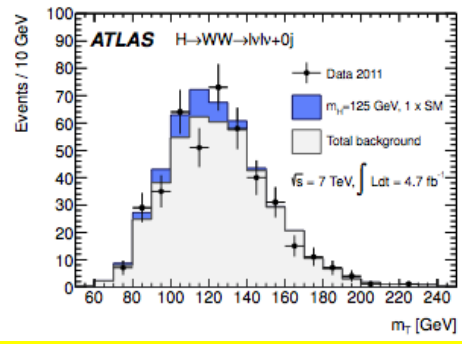 Events / 10 GeV
100
90
80
70
60
50
40
30
20
10
0
ATLAS H→WW→lνlν+0j
Data 2011
m_H=125 GeV, 1 x SM
Total background
√s = 7 TeV, ∫ Ldt = 4.7 fb⁻¹
60 80 100 120 140 160 180 200 220 240
m_T [GeV]